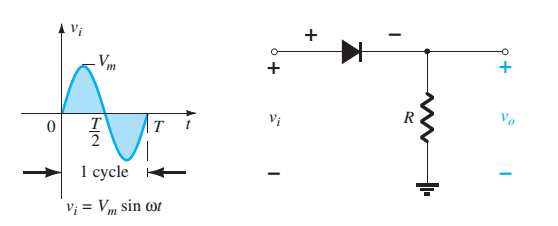 v_i
V_m
0
T/2
T
t
1 cycle
v_i = V_m sin ωt
+ −
+
v_i
−
R
+
v_o
−